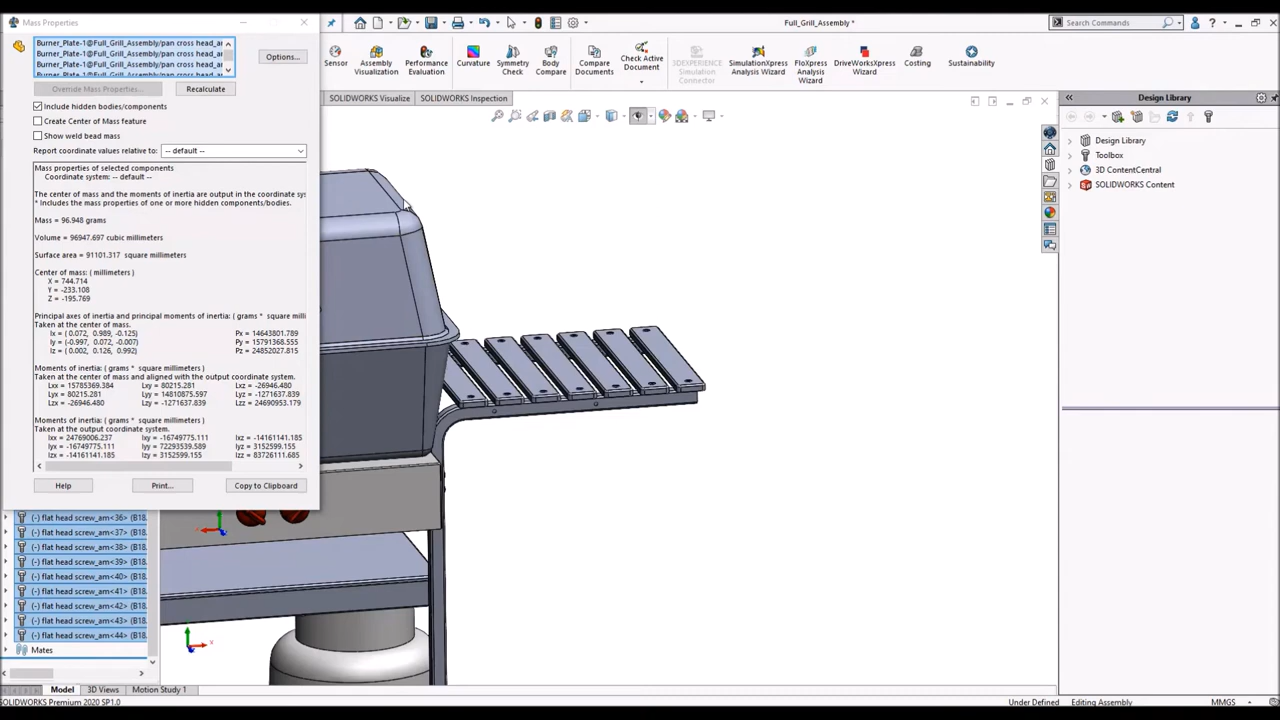 Mass Properties
Full_Grill_Assembly *
Search Commands
Burner_Plate-1@Full_Grill_Assembly/pan cross head_ar
Burner_Plate-1@Full_Grill_Assembly/pan cross head_ar
Burner_Plate-1@Full_Grill_Assembly/pan cross head_ar
Burner_Plate-1@Full_Grill_Assembly/pan cross head_ar
Options...
Override Mass Properties...
Recalculate
Include hidden bodies/components
Create Center of Mass feature
Show weld bead mass
Report coordinate values relative to:
-- default --
Mass properties of selected components
Coordinate system: -- default --
The center of mass and the moments of inertia are output in the coordinate sys
* Includes the mass properties of one or more hidden components/bodies.
Mass = 96.948 grams
Volume = 96947.697 cubic millimeters
Surface area = 91101.317 square millimeters
Center of mass: ( millimeters )
X = 744.714
Y = -233.108
Z = -195.769
Principal axes of inertia and principal moments of inertia: ( grams * square milli
Taken at the center of mass.
Ix = ( 0.072, 0.989, -0.125) Px = 14643801.789
Iy = (-0.997, 0.072, -0.007) Py = 15791368.555
Iz = ( 0.002, 0.126, 0.992) Pz = 24852027.815
Moments of inertia: ( grams * square millimeters )
Taken at the center of mass and aligned with the output coordinate system.
Lxx = 15785369.384 Lxy = 80215.281 Lxz = -26946.480
Lyx = 80215.281 Lyy = 14810875.597 Lyz = -1271637.839
Lzx = -26946.480 Lzy = -1271637.839 Lzz = 24690953.179
Moments of inertia: ( grams * square millimeters )
Taken at the output coordinate system.
Ixx = 24769006.237 Ixy = -16749775.111 Ixz = -14161141.185
Iyx = -16749775.111 Iyy = 72293539.589 Iyz = 3152599.155
Izx = -14161141.185 Izy = 3152599.155 Izz = 83726111.685
Help
Print...
Copy to Clipboard
Sensor
Assembly Visualization
Performance Evaluation
Curvature
Symmetry Check
Body Compare
Compare Documents
Check Active Document
3DEXPERIENCE Simulation Connector
SimulationXpress Analysis Wizard
FloXpress Analysis Wizard
DriveWorksXpress Wizard
Costing
Sustainability
SOLIDWORKS Visualize
SOLIDWORKS Inspection
Design Library
Design Library
Toolbox
3D ContentCentral
SOLIDWORKS Content
(-) flat head screw_am<36> (B18.
(-) flat head screw_am<37> (B18.
(-) flat head screw_am<38> (B18.
(-) flat head screw_am<39> (B18.
(-) flat head screw_am<40> (B18.
(-) flat head screw_am<41> (B18.
(-) flat head screw_am<42> (B18.
(-) flat head screw_am<43> (B18.
(-) flat head screw_am<44> (B18.
Mates
Model
3D Views
Motion Study 1
SOLIDWORKS Premium 2020 SP1.0
Under Defined
Editing Assembly
MMGS